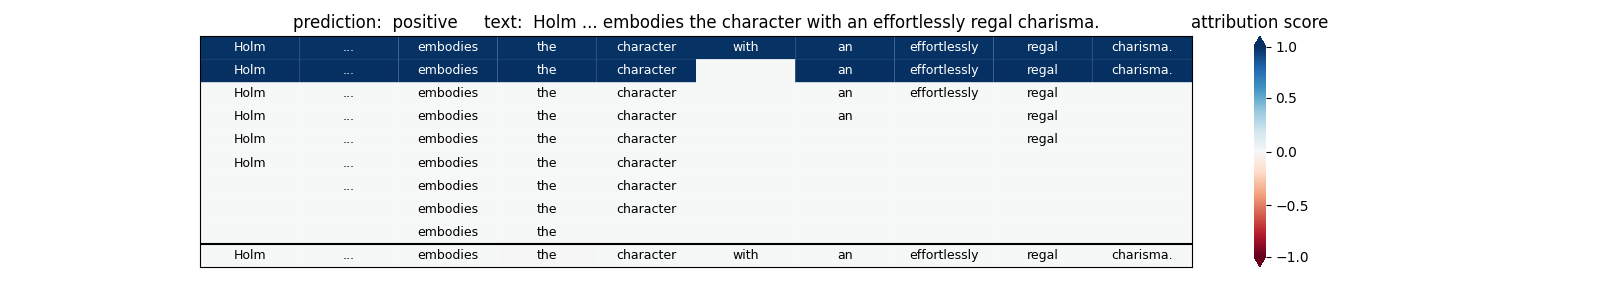 prediction: positive text: Holm ... embodies the character with an effortlessly regal charisma. attribution score
Holm ... embodies the character with an effortlessly regal charisma. 1.0
Holm ... embodies the character an effortlessly regal charisma.
Holm ... embodies the character an effortlessly regal 0.5
Holm ... embodies the character an regal
Holm ... embodies the character regal
Holm ... embodies the character 0.0
... embodies the character
embodies the character −0.5
embodies the
Holm ... embodies the character with an effortlessly regal charisma. −1.0